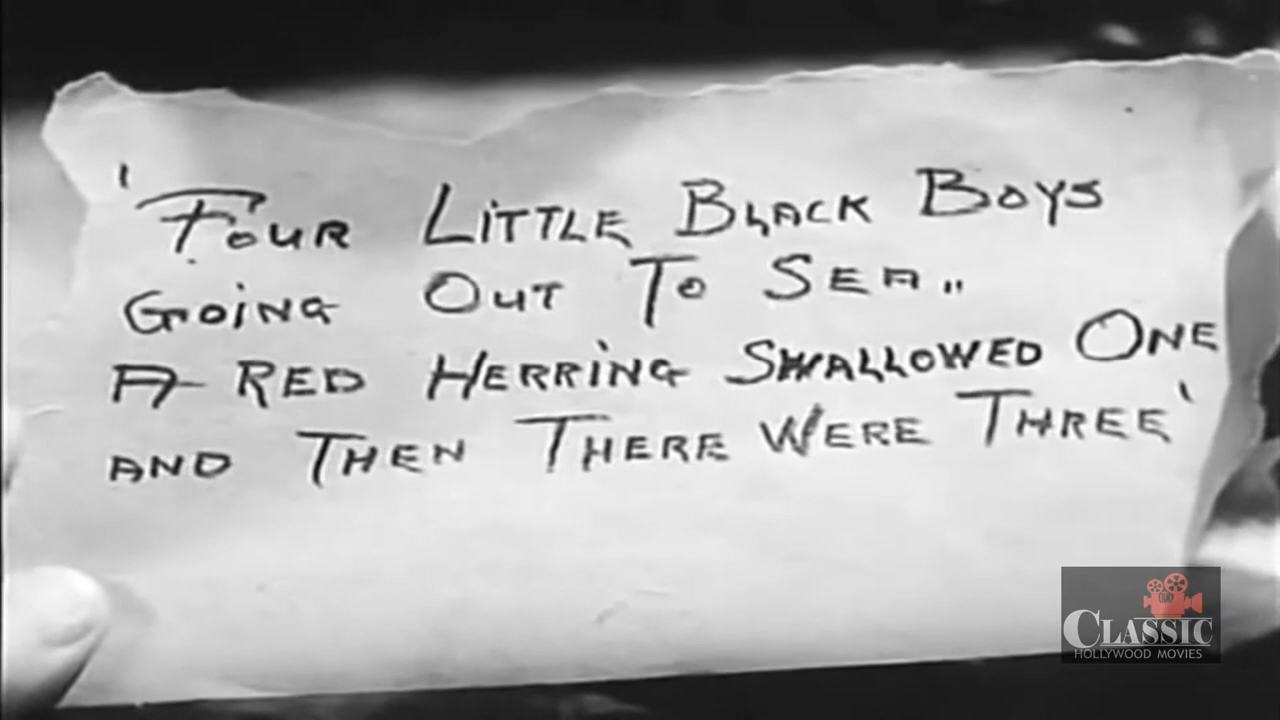 'Four Little Black Boys
Going Out To Sea..
A Red Herring Swallowed One
and Then There Were Three'
CLASSIC
HOLLYWOOD MOVIES